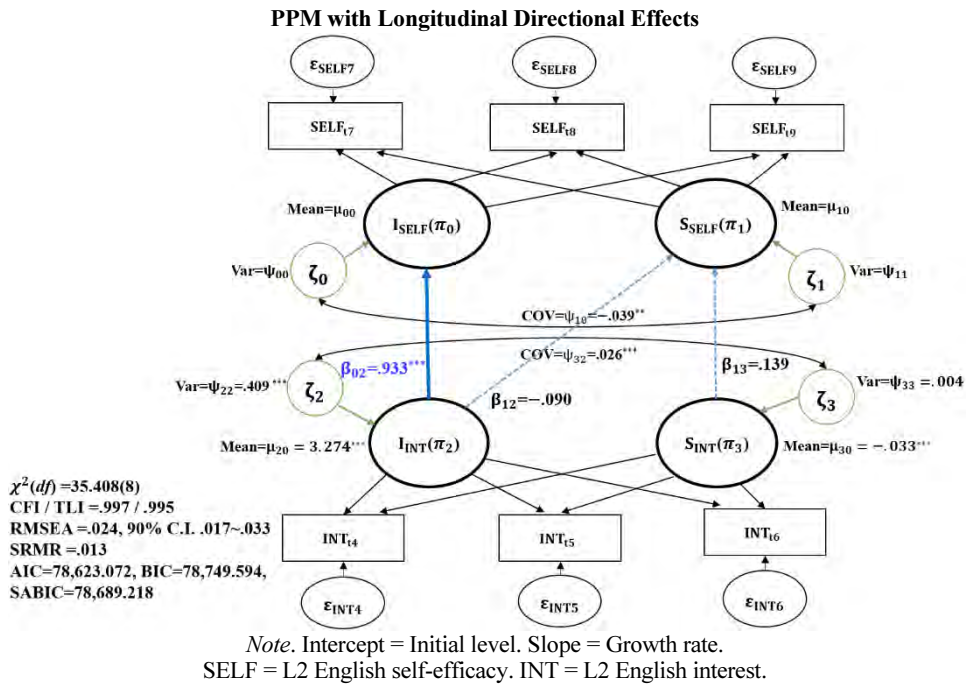 PPM with Longitudinal Directional Effects
εSELF7 εSELF8 εSELF9
SELFt7 SELFt8 SELFt9
Mean=μ00 ISELF(π0) SSELF(π1) Mean=μ10
Var=ψ00 ζ0 ζ1 Var=ψ11
COV=ψ10=-.039**
COV=ψ32=.026***
β02=.933*** β13=.139
Var=ψ22=.409*** ζ2 ζ3 Var=ψ33=.004
β12=-.090
Mean=μ20 = 3.274*** IINT(π2) SINT(π3) Mean=μ30 = -.033***
χ²(df) =35.408(8)
CFI / TLI =.997 / .995
RMSEA =.024, 90% C.I. .017~.033
SRMR =.013
AIC=78,623.072, BIC=78,749.594,
SABIC=78,689.218
INTt4 INTt5 INTt6
εINT4 εINT5 εINT6
Note. Intercept = Initial level. Slope = Growth rate.
SELF = L2 English self-efficacy. INT = L2 English interest.